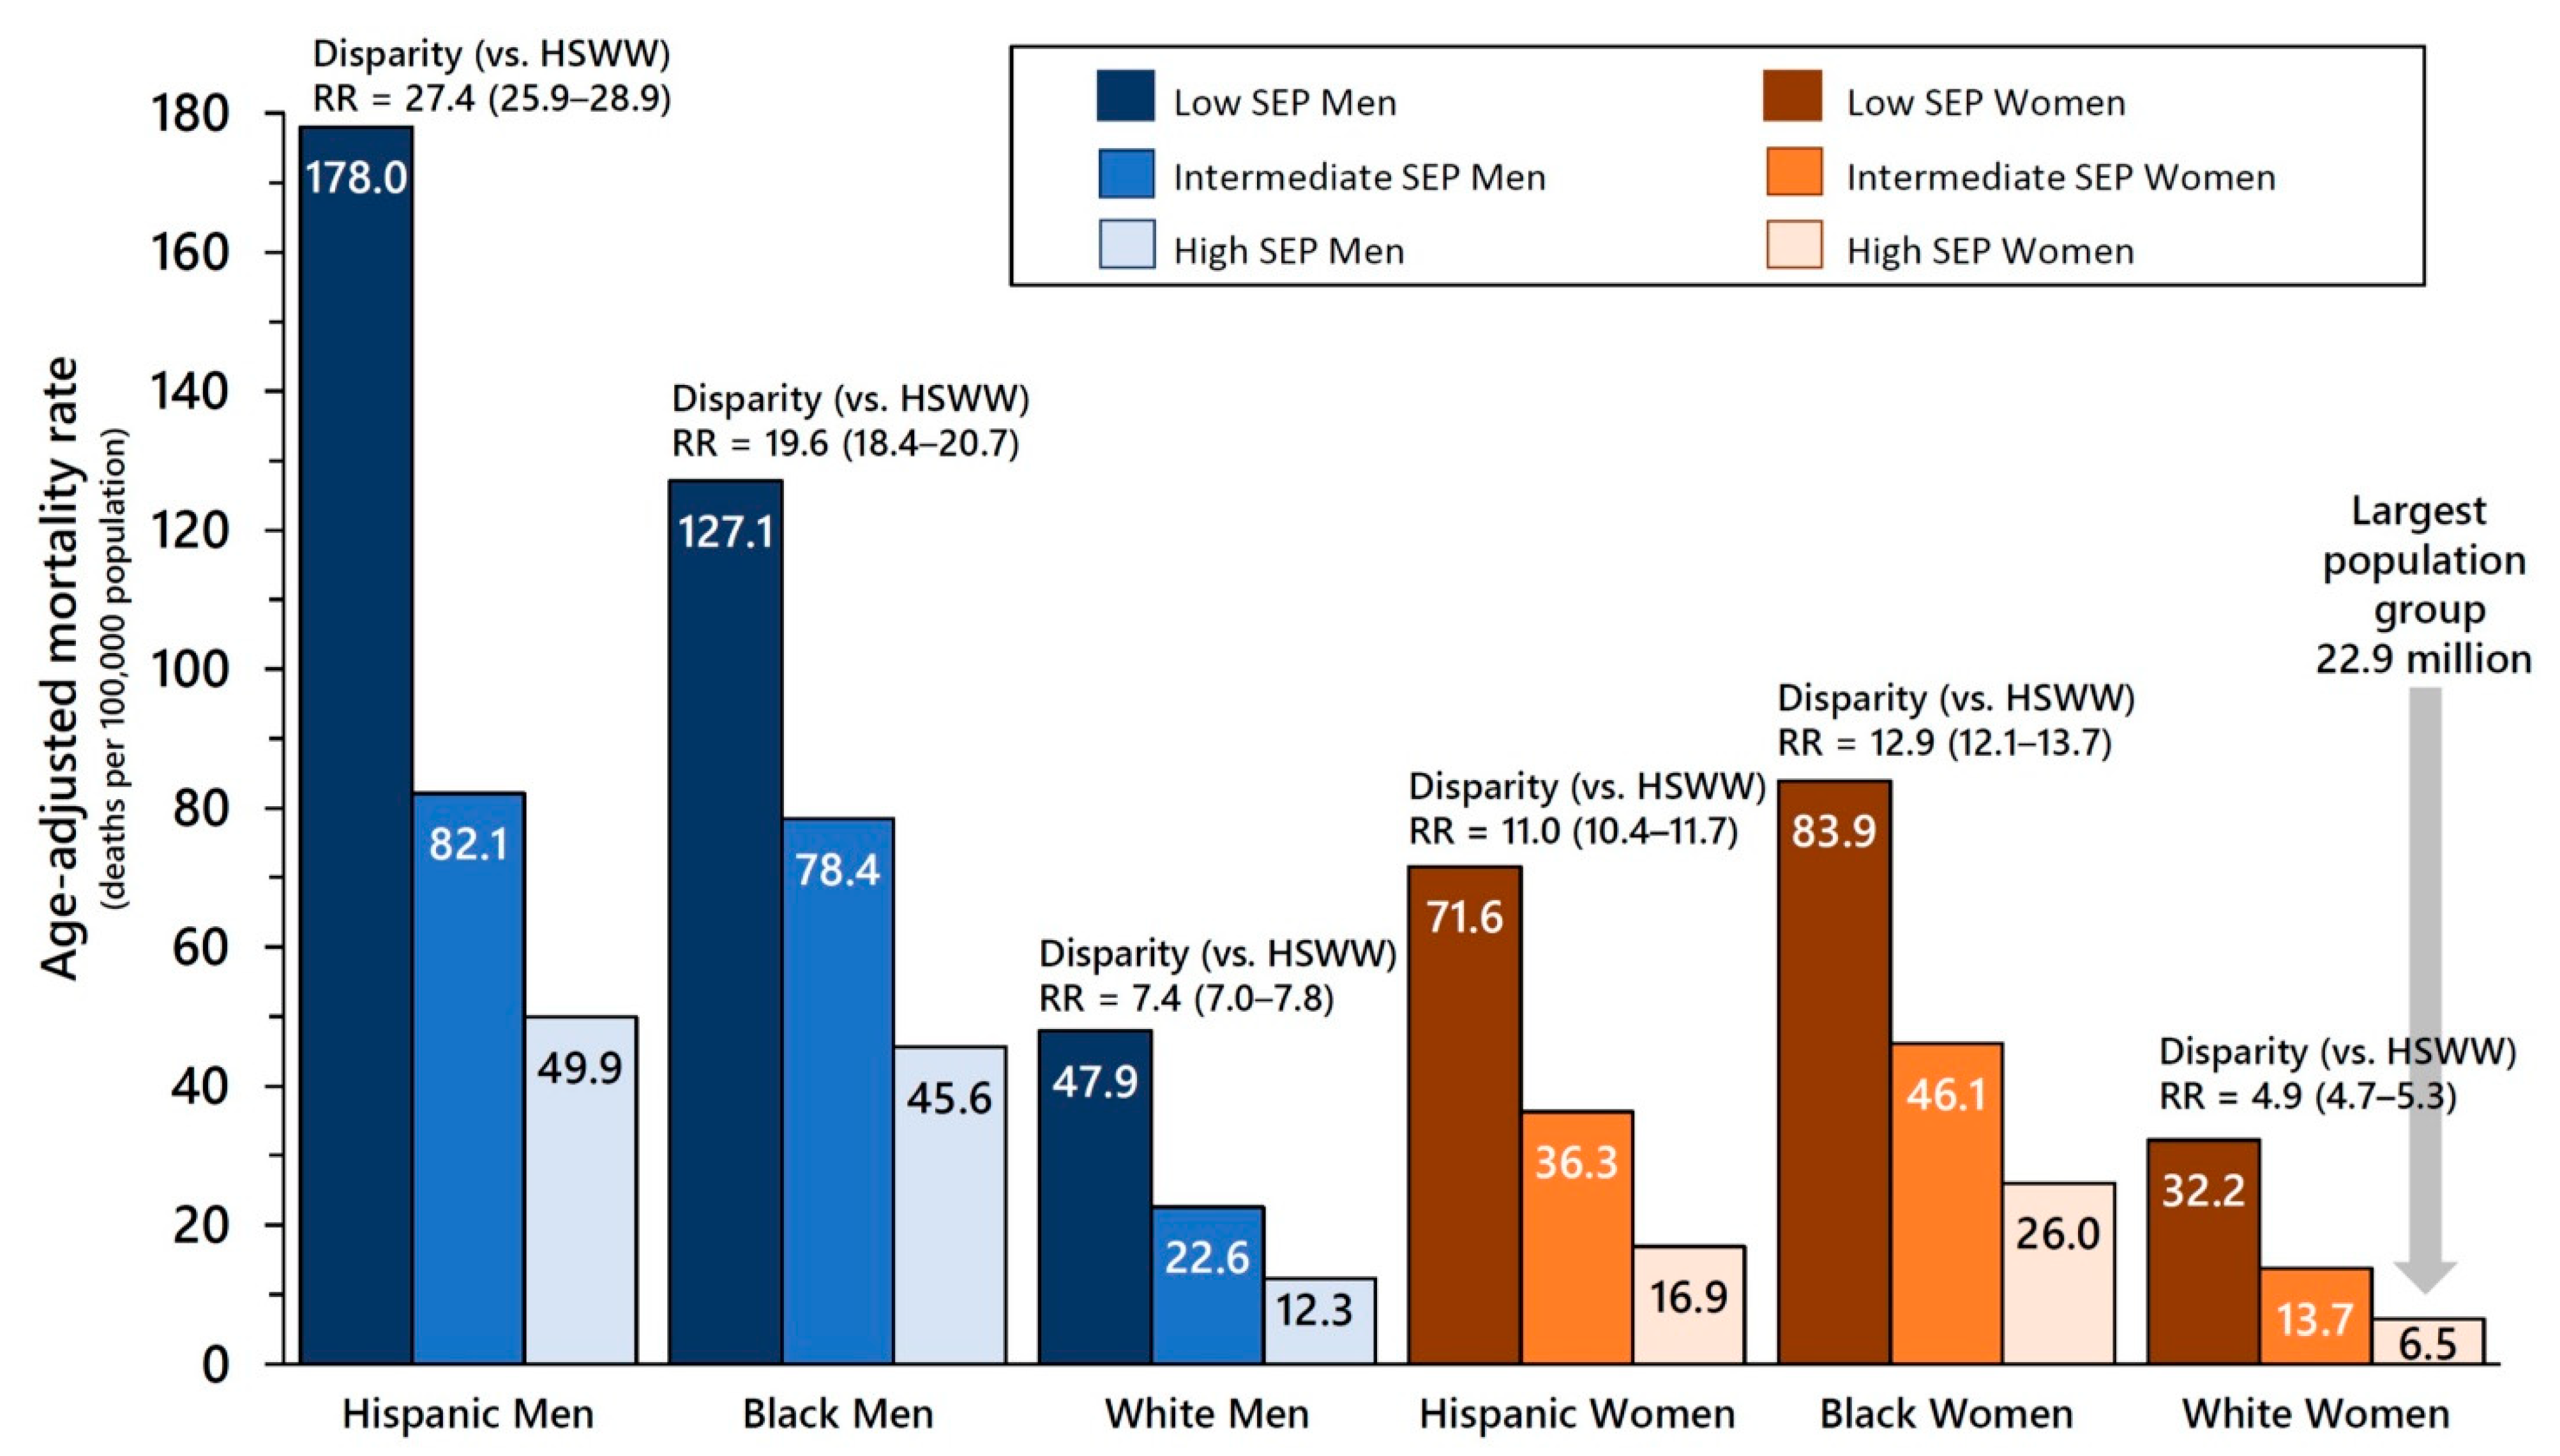 Disparity (vs. HSWW)
RR = 27.4 (25.9–28.9)
Low SEP Men
Low SEP Women
Intermediate SEP Men
Intermediate SEP Women
High SEP Men
High SEP Women
Age-adjusted mortality rate
(deaths per 100,000 population)
180
160
140
120
100
80
60
40
20
0
178.0
82.1
49.9
Disparity (vs. HSWW)
RR = 19.6 (18.4–20.7)
127.1
78.4
45.6
Disparity (vs. HSWW)
RR = 7.4 (7.0–7.8)
47.9
22.6
12.3
Disparity (vs. HSWW)
RR = 11.0 (10.4–11.7)
71.6
36.3
16.9
Disparity (vs. HSWW)
RR = 12.9 (12.1–13.7)
83.9
46.1
26.0
Largest
population
group
22.9 million
Disparity (vs. HSWW)
RR = 4.9 (4.7–5.3)
32.2
13.7
6.5
Hispanic Men
Black Men
White Men
Hispanic Women
Black Women
White Women